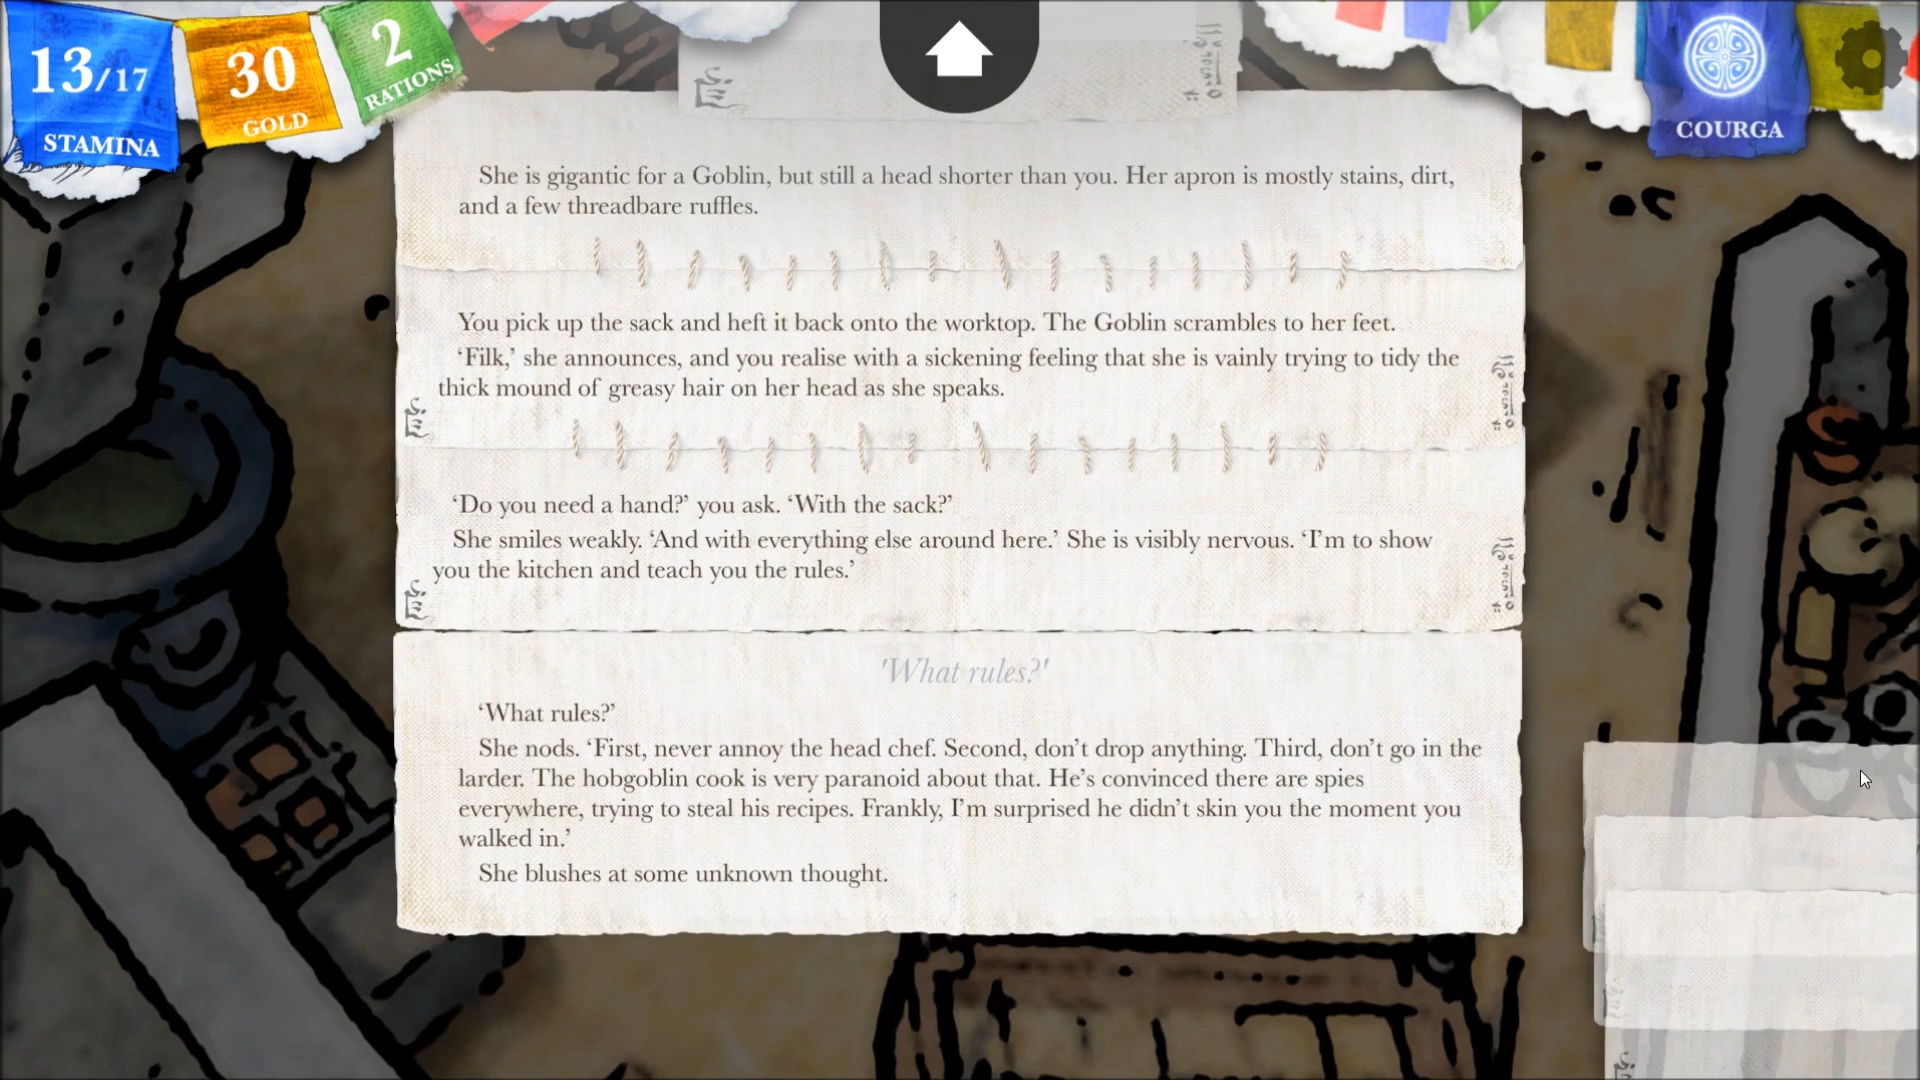 13/17
STAMINA
30
GOLD
2
RATIONS
COURGA
She is gigantic for a Goblin, but still a head shorter than you. Her apron is mostly stains, dirt,
and a few threadbare ruffles.
You pick up the sack and heft it back onto the worktop. The Goblin scrambles to her feet.
‘Filk,’ she announces, and you realise with a sickening feeling that she is vainly trying to tidy the
thick mound of greasy hair on her head as she speaks.
‘Do you need a hand?’ you ask. ‘With the sack?’
She smiles weakly. ‘And with everything else around here.’ She is visibly nervous. ‘I’m to show
you the kitchen and teach you the rules.’
'What rules?'
‘What rules?’
She nods. ‘First, never annoy the head chef. Second, don’t drop anything. Third, don’t go in the
larder. The hobgoblin cook is very paranoid about that. He’s convinced there are spies
everywhere, trying to steal his recipes. Frankly, I’m surprised he didn’t skin you the moment you
walked in.’
She blushes at some unknown thought.